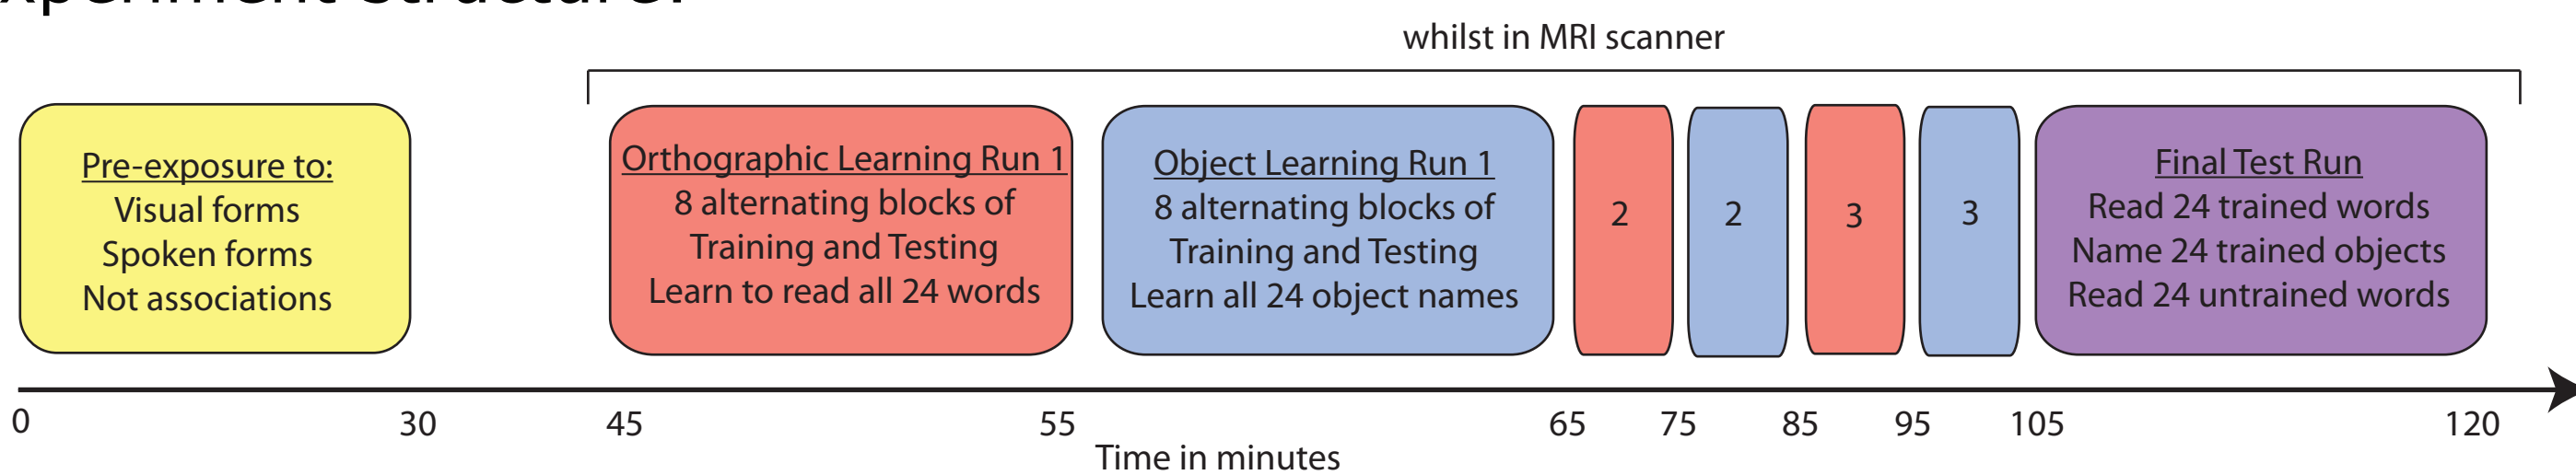 whilst in MRI scanner
Pre-exposure to:
Visual forms
Spoken forms
Not associations
Orthographic Learning Run 1
8 alternating blocks of
Training and Testing
Learn to read all 24 words
Object Learning Run 1
8 alternating blocks of
Training and Testing
Learn all 24 object names
2
2
3
3
Final Test Run
Read 24 trained words
Name 24 trained objects
Read 24 untrained words
0 30 45 55 65 75 85 95 105 120
Time in minutes